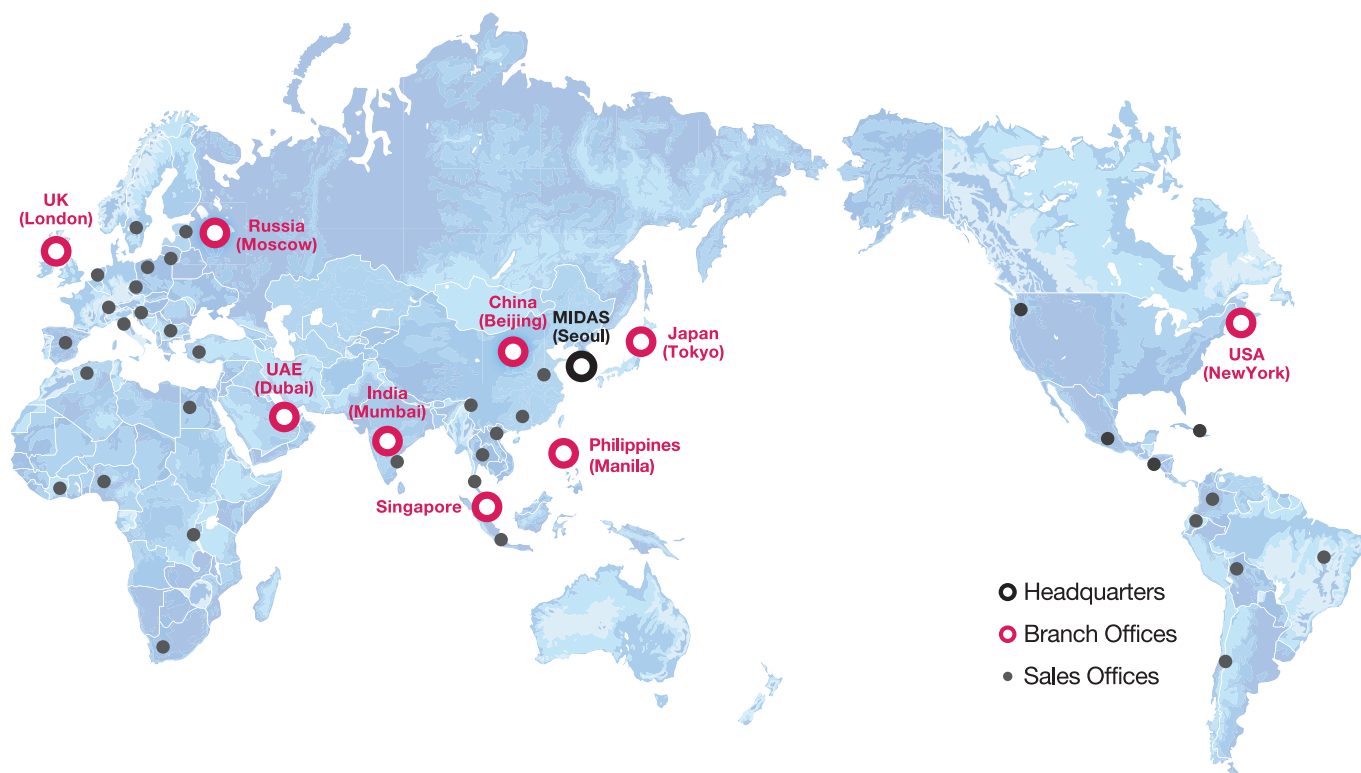 UK
(London)
Russia
(Moscow)
China
(Beijing)
MIDAS
(Seoul)
Japan
(Tokyo)
UAE
(Dubai)
India
(Mumbai)
USA
(NewYork)
Philippines
(Manila)
Singapore
Headquarters
Branch Offices
Sales Offices